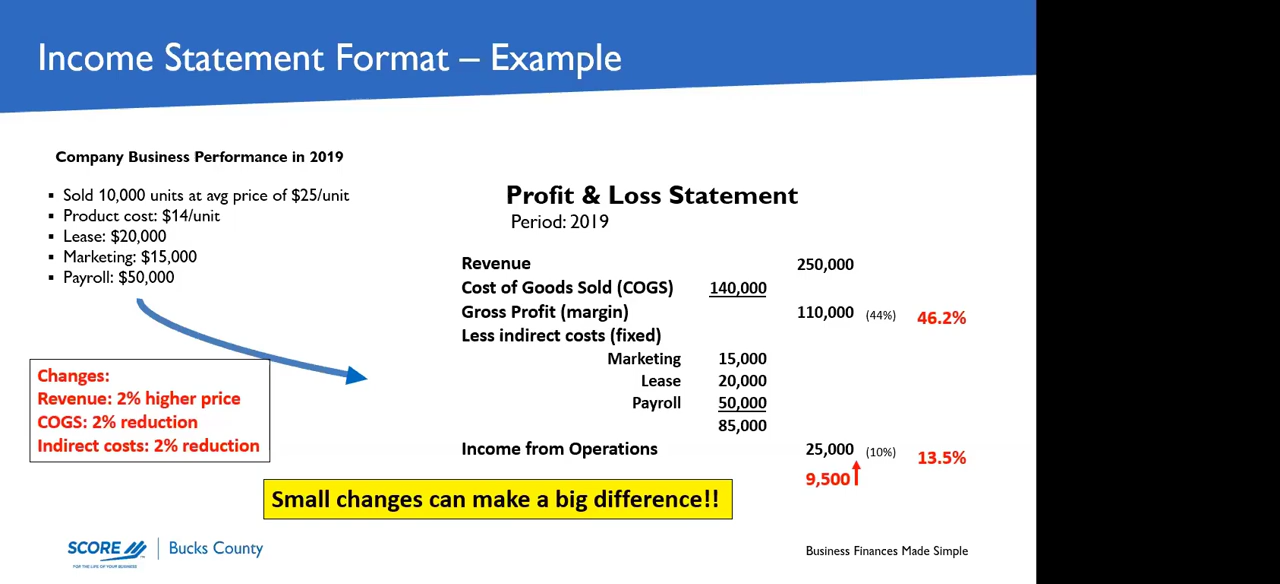 Income Statement Format – Example
Company Business Performance in 2019
▪ Sold 10,000 units at avg price of $25/unit
▪ Product cost: $14/unit
▪ Lease: $20,000
▪ Marketing: $15,000
▪ Payroll: $50,000
Changes:
Revenue: 2% higher price
COGS: 2% reduction
Indirect costs: 2% reduction
Profit & Loss Statement
Period: 2019
Revenue 250,000
Cost of Goods Sold (COGS) 140,000
Gross Profit (margin) 110,000 (44%) 46.2%
Less indirect costs (fixed)
Marketing 15,000
Lease 20,000
Payroll 50,000
85,000
Income from Operations 25,000 (10%) 13.5%
9,500
Small changes can make a big difference!!
SCORE | Bucks County
FOR THE LIFE OF YOUR BUSINESS
Business Finances Made Simple